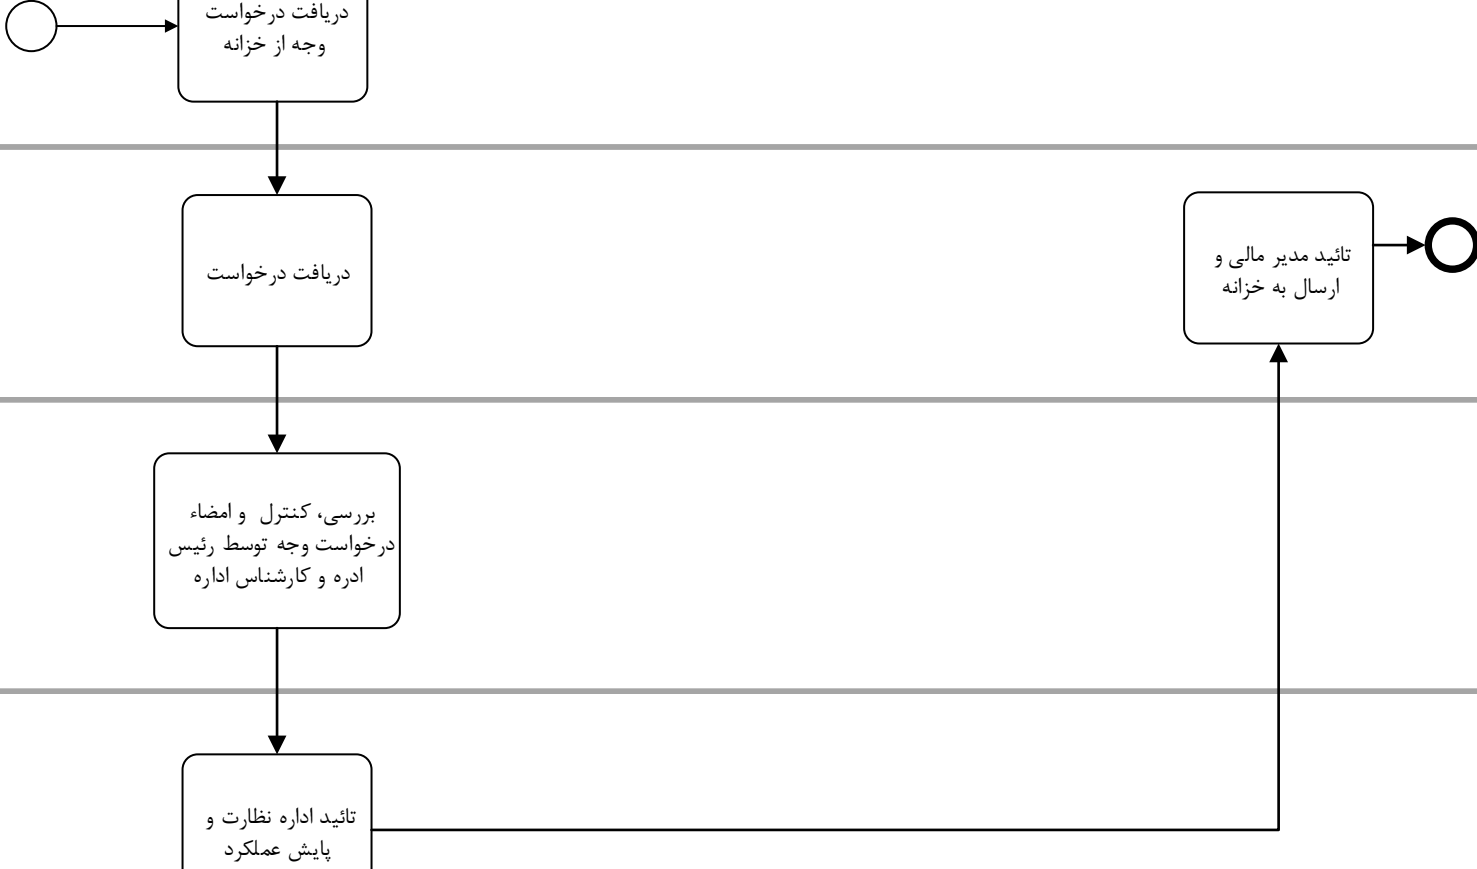 دریافت درخواست
وجه از خزانه
دریافت درخواست
تائید مدیر مالی و
ارسال به خزانه
بررسی، کنترل و امضاء
درخواست وجه توسط رئیس
ادره و کارشناس اداره
تائید اداره نظارت و
پایش عملکرد